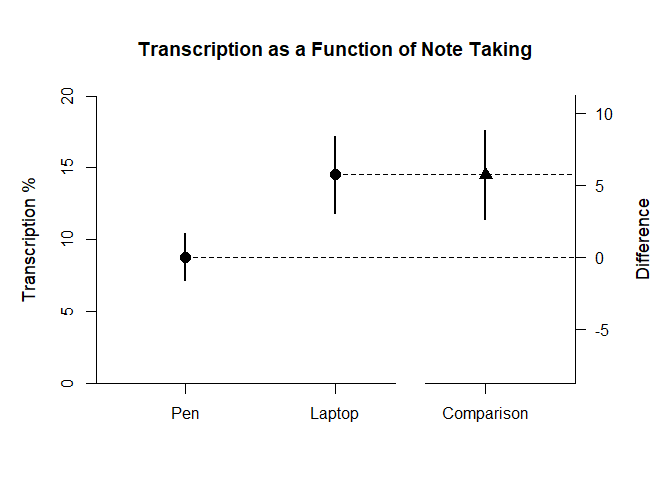 Transcription as a Function of Note Taking
Transcription %
20
15
10
5
0
Pen
Laptop
Comparison
10
5
0
-5
Difference